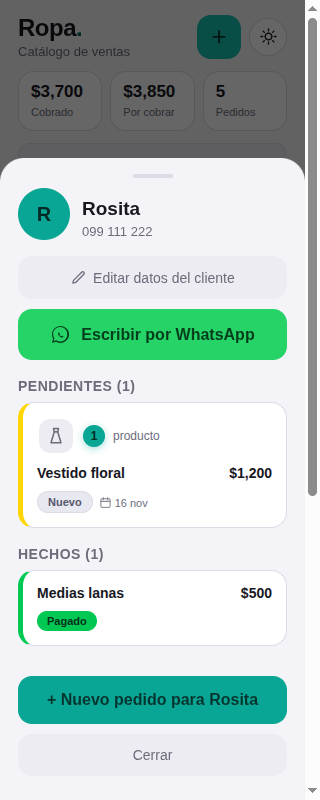 Ropa.
Catálogo de ventas
$3,700
Cobrado
$3,850
Por cobrar
5
Pedidos
R
Rosita
099 111 222
Editar datos del cliente
Escribir por WhatsApp
PENDIENTES (1)
1 producto
Vestido floral $1,200
Nuevo 16 nov
HECHOS (1)
Medias lanas $500
Pagado
+ Nuevo pedido para Rosita
Cerrar